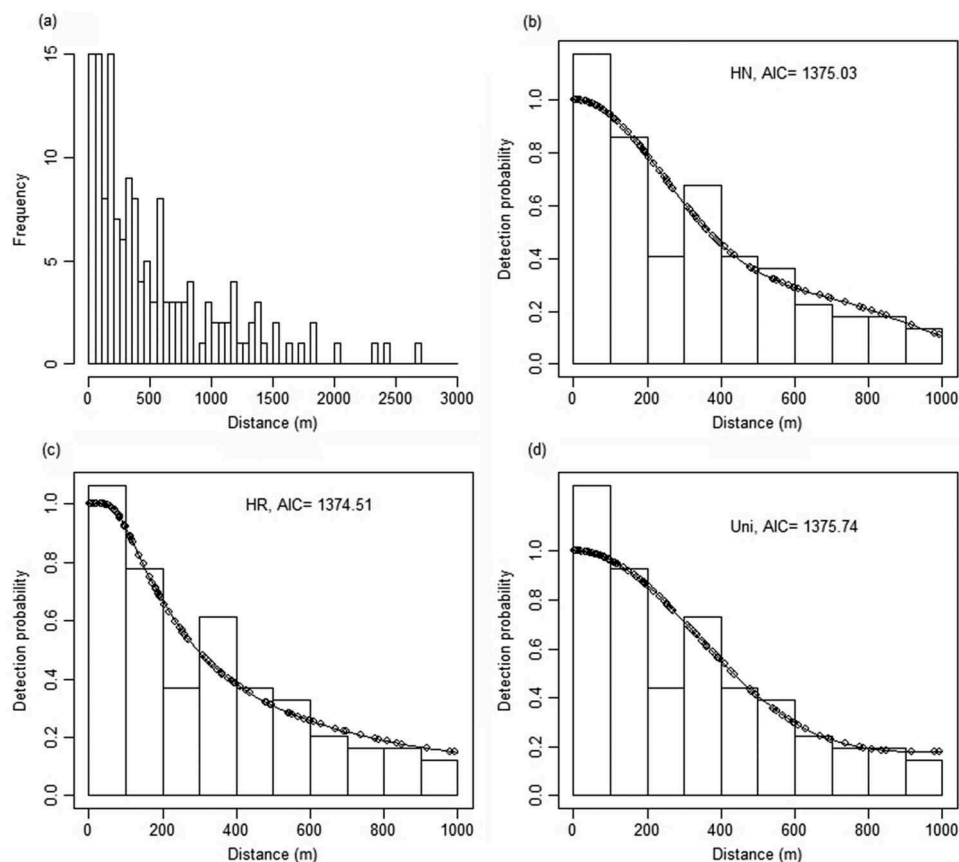 (a)
15
10
5
0
Frequency
0 500 1000 1500 2000 2500 3000
Distance (m)
(b)
HN, AIC= 1375.03
1.0
0.8
0.6
0.4
0.2
0.0
Detection probability
0 200 400 600 800 1000
Distance (m)
(c)
HR, AIC= 1374.51
1.0
0.8
0.6
0.4
0.2
0.0
Detection probability
0 200 400 600 800 1000
Distance (m)
(d)
Uni, AIC= 1375.74
1.0
0.8
0.6
0.4
0.2
0.0
Detection probability
0 200 400 600 800 1000
Distance (m)